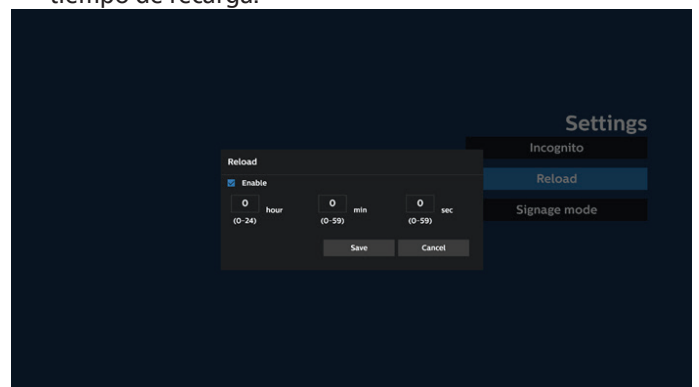 tiempo de recarga.
Settings
Incognito
Reload
Signage mode
Reload
Enable
0 hour 0 min 0 sec
(0-24) (0-59) (0-59)
Save Cancel